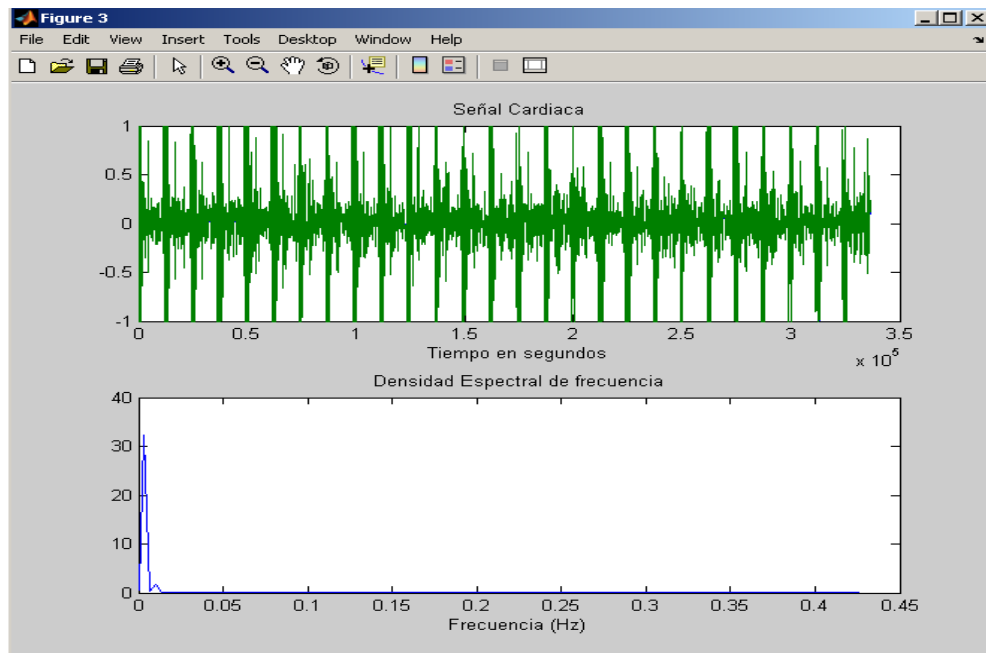 Figure 3
File Edit View Insert Tools Desktop Window Help
Señal Cardiaca
1
0.5
0
-0.5
-1
0 0.5 1 1.5 2 2.5 3 3.5
x 10^5
Tiempo en segundos
Densidad Espectral de frecuencia
40
30
20
10
0
0 0.05 0.1 0.15 0.2 0.25 0.3 0.35 0.4 0.45
Frecuencia (Hz)